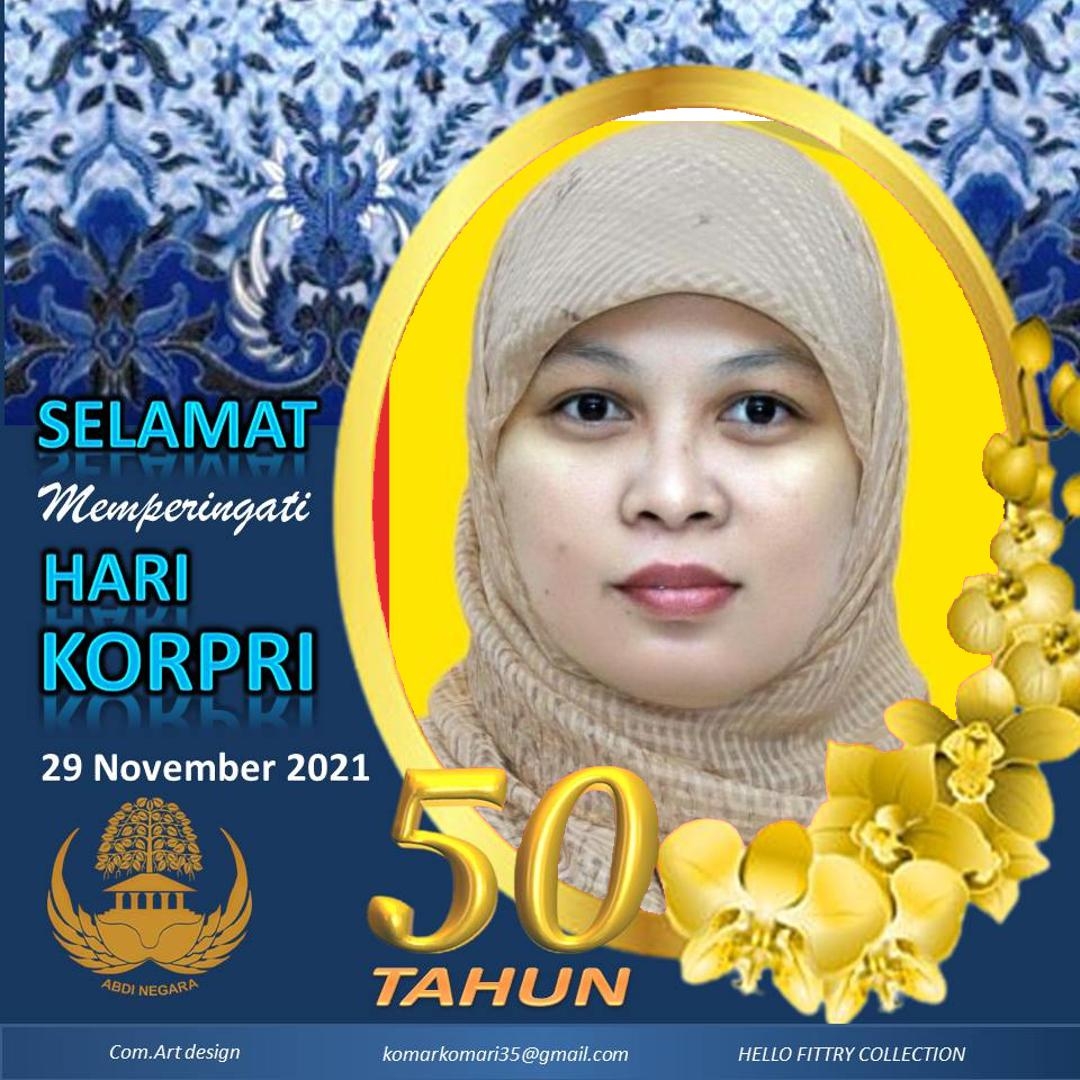 SELAMAT
Memperingati
HARI
KORPRI
29 November 2021
50
TAHUN
ABDI NEGARA
Com.Art design
komarkomari35@gmail.com
HELLO FITTRY COLLECTION